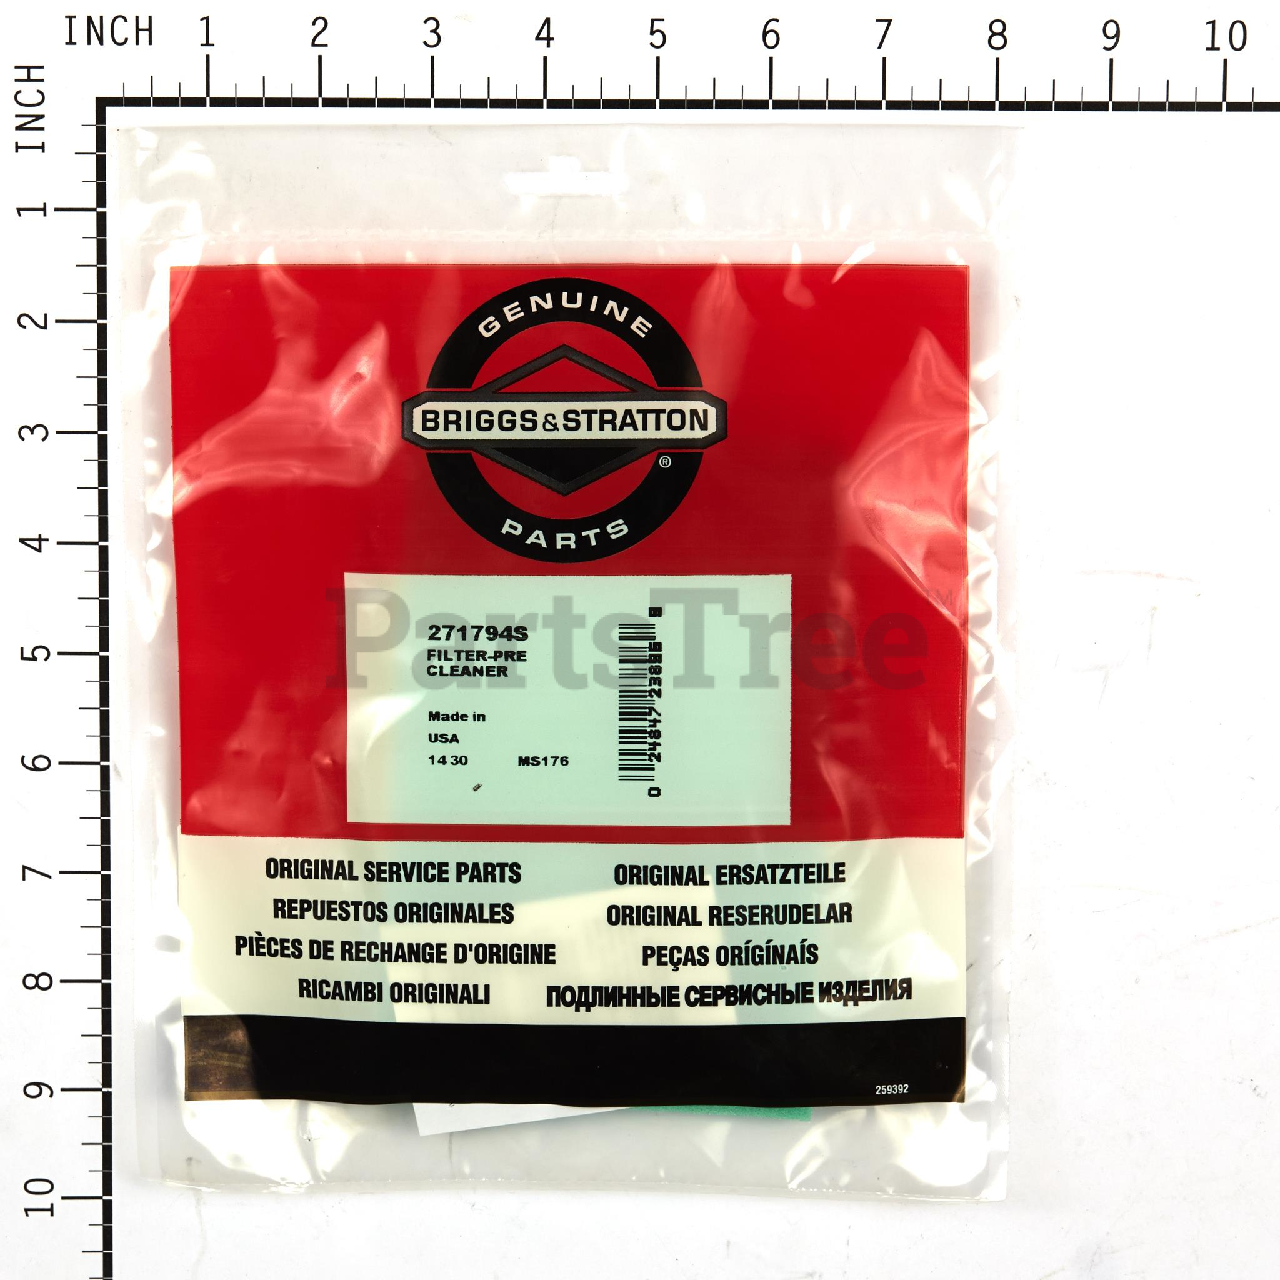 INCH 1 2 3 4 5 6 7 8 9 10
INCH 1 2 3 4 5 6 7 8 9 10
GENUINE
BRIGGS & STRATTON
®
PARTS
PartsTree
TM
271794S
FILTER-PRE
CLEANER
Made in
USA
14 30 MS176
0 24847 23885 8
ORIGINAL SERVICE PARTS
REPUESTOS ORIGINALES
PIÈCES DE RECHANGE D'ORIGINE
RICAMBI ORIGINALI
ORIGINAL ERSATZTEILE
ORIGINAL RESERUDELAR
PEÇAS ORÍGÍNAÍS
ПОДЛИННЫЕ СЕРВИСНЫЕ ИЗДЕЛИЯ
259392